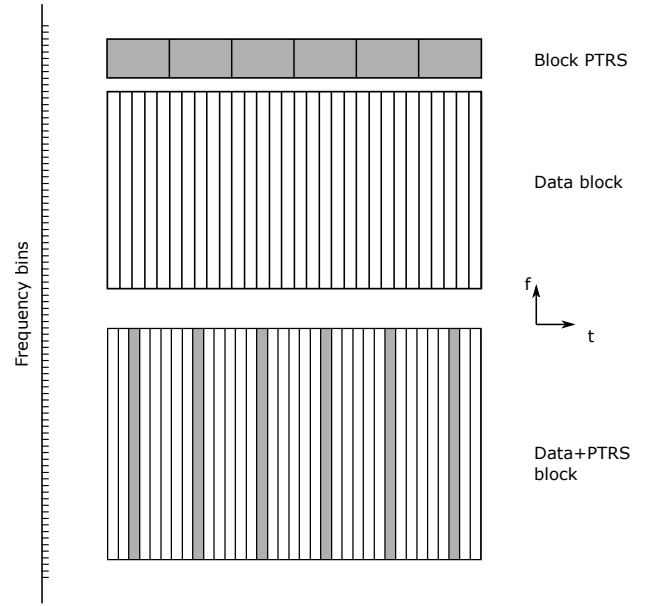 Block PTRS
Data block
Frequency bins
f
t
Data+PTRS
block